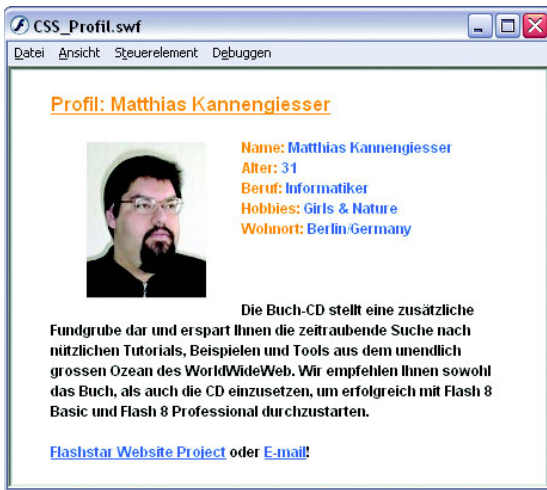 CSS_Profil.swf
Datei Ansicht Steuerelement Debuggen
Profil: Matthias Kannengiesser
Name: Matthias Kannengiesser
Alter: 31
Beruf: Informatiker
Hobbies: Girls & Nature
Wohnort: Berlin/Germany
Die Buch-CD stellt eine zusätzliche
Fundgrube dar und erspart Ihnen die zeitraubende Suche nach
nützlichen Tutorials, Beispielen und Tools aus dem unendlich
grossen Ozean des WorldWideWeb. Wir empfehlen Ihnen sowohl
das Buch, als auch die CD einzusetzen, um erfolgreich mit Flash 8
Basic und Flash 8 Professional durchzustarten.
Flashstar Website Project oder E-mail!